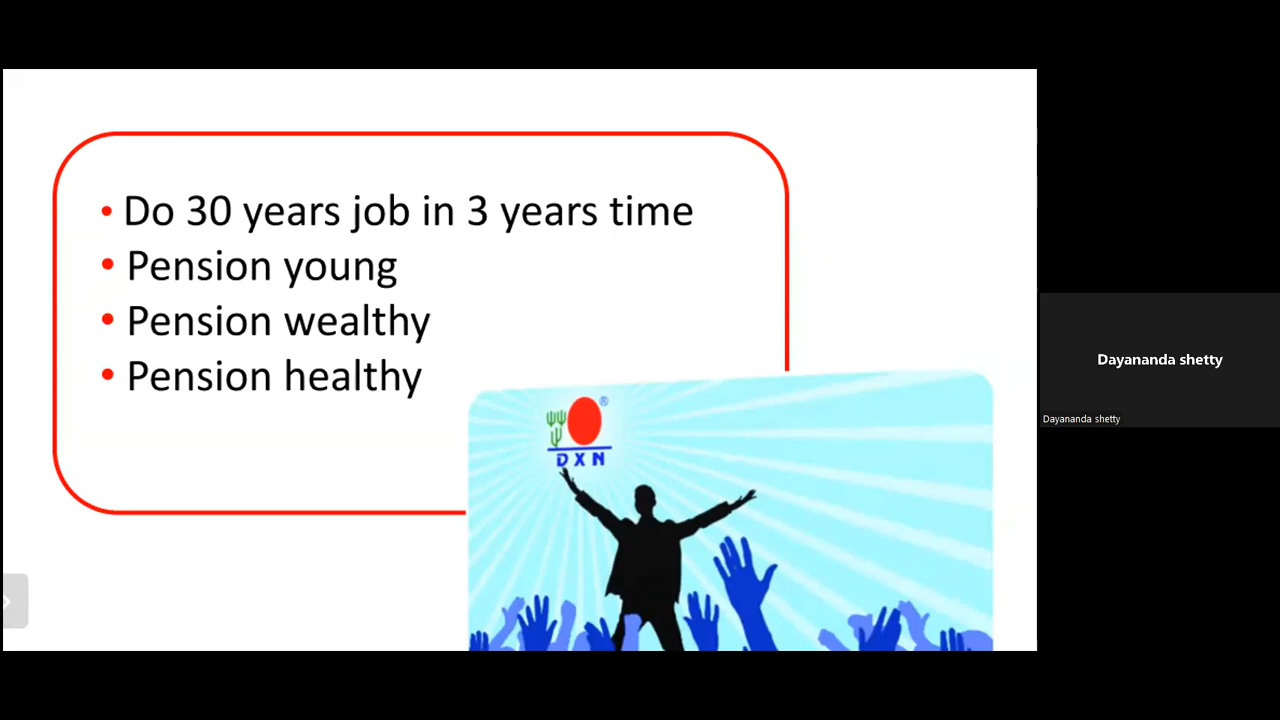 • Do 30 years job in 3 years time
• Pension young
• Pension wealthy
• Pension healthy
®
DXN
Dayananda shetty
Dayananda shetty